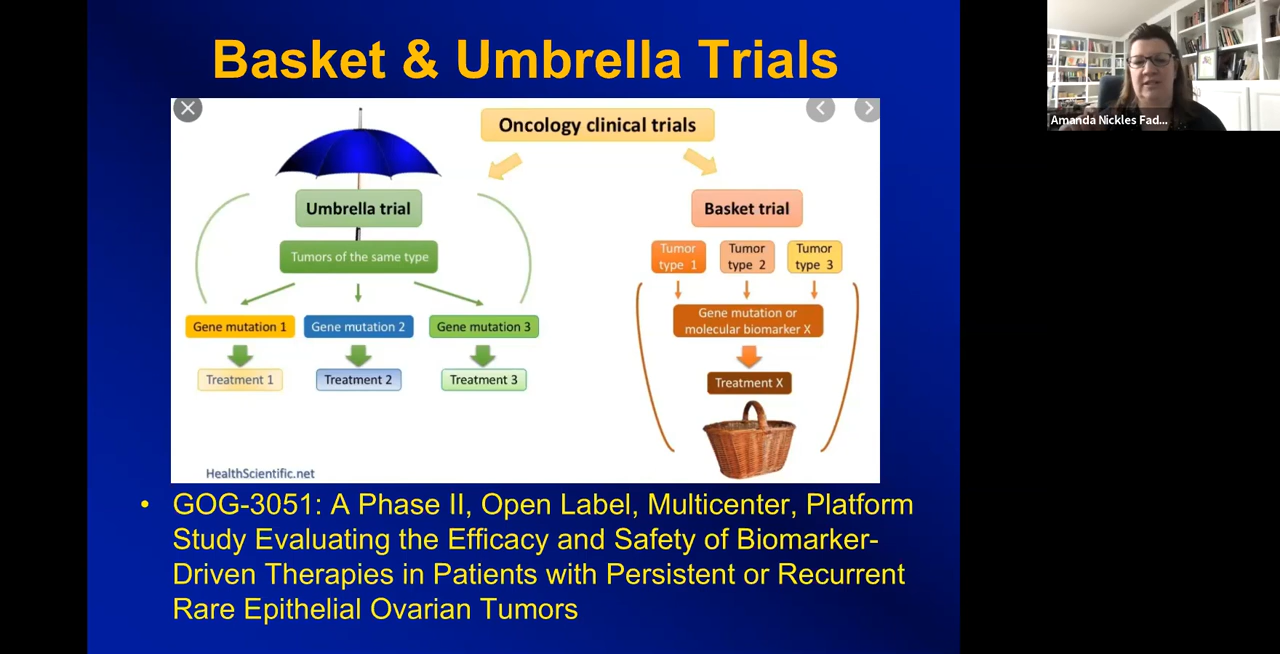 Basket & Umbrella Trials
Oncology clinical trials
Umbrella trial
Tumors of the same type
Gene mutation 1
Gene mutation 2
Gene mutation 3
Treatment 1
Treatment 2
Treatment 3
Basket trial
Tumor
type 1
Tumor
type 2
Tumor
type 3
Gene mutation or
molecular biomarker X
Treatment X
HealthScientific.net
• GOG-3051: A Phase II, Open Label, Multicenter, Platform
Study Evaluating the Efficacy and Safety of Biomarker-
Driven Therapies in Patients with Persistent or Recurrent
Rare Epithelial Ovarian Tumors
Amanda Nickles Fad...